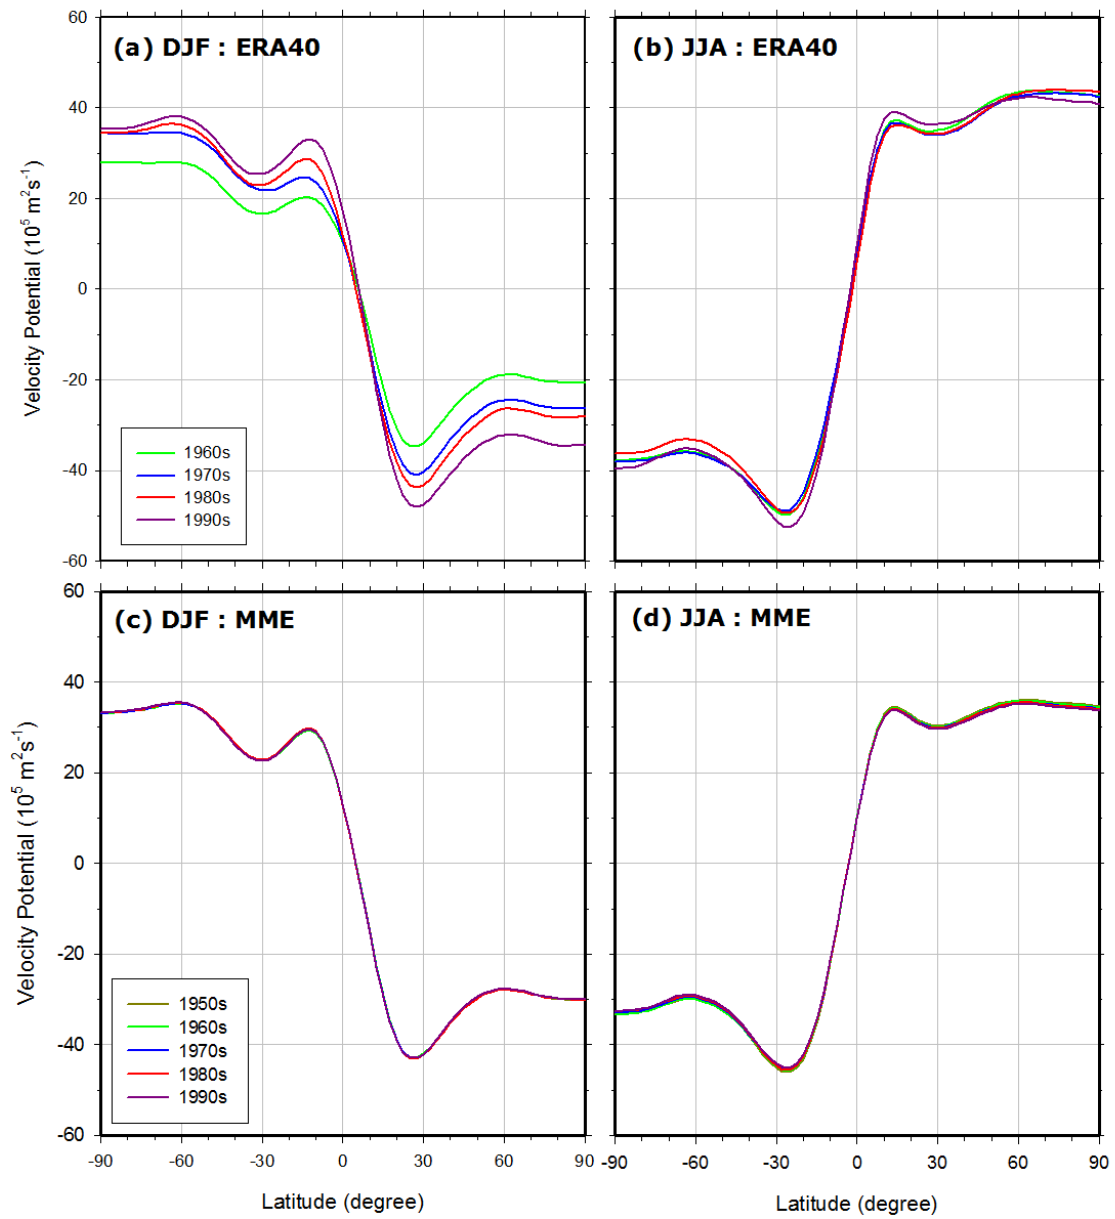 (a) DJF : ERA40
(b) JJA : ERA40
60
40
20
0
-20
-40
-60
Velocity Potential (10⁵ m²s⁻¹)
1960s
1970s
1980s
1990s
(c) DJF : MME
(d) JJA : MME
60
40
20
0
-20
-40
-60
Velocity Potential (10⁵ m²s⁻¹)
1950s
1960s
1970s
1980s
1990s
-90 -60 -30 0 30 60 90
-90 -60 -30 0 30 60 90
Latitude (degree)
Latitude (degree)